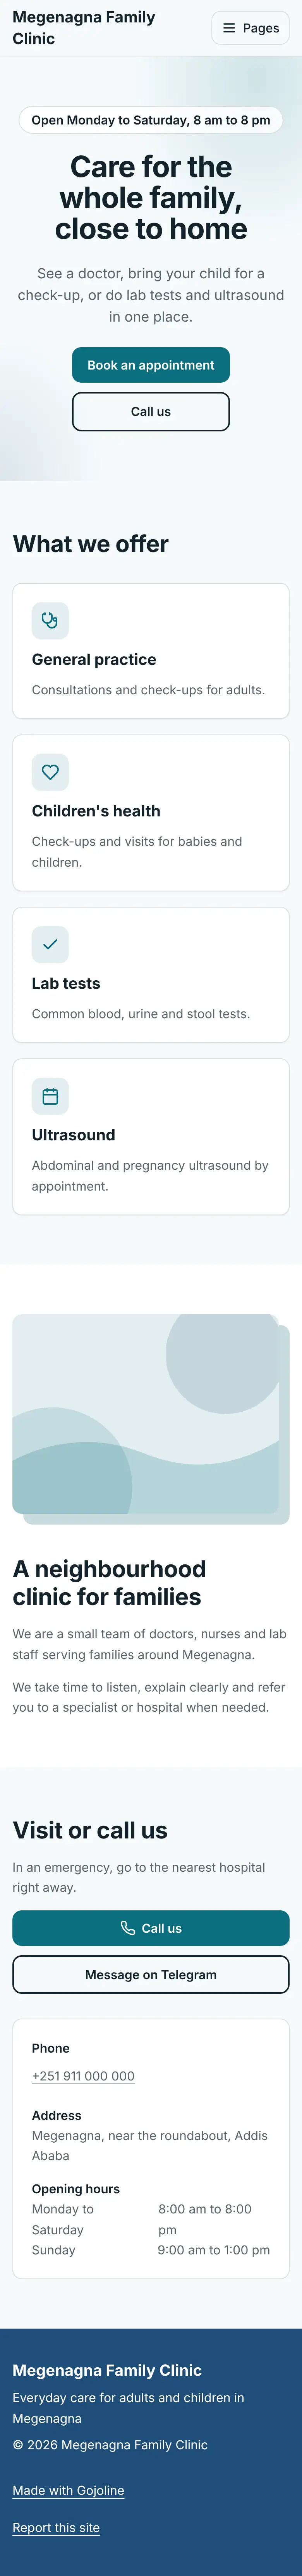 Megenagna Family
Clinic
Pages
Open Monday to Saturday, 8 am to 8 pm
Care for the
whole family,
close to home
See a doctor, bring your child for a
check-up, or do lab tests and ultrasound
in one place.
Book an appointment
Call us
What we offer
General practice
Consultations and check-ups for adults.
Children's health
Check-ups and visits for babies and
children.
Lab tests
Common blood, urine and stool tests.
Ultrasound
Abdominal and pregnancy ultrasound by
appointment.
A neighbourhood
clinic for families
We are a small team of doctors, nurses and lab
staff serving families around Megenagna.
We take time to listen, explain clearly and refer
you to a specialist or hospital when needed.
Visit or call us
In an emergency, go to the nearest hospital
right away.
Call us
Message on Telegram
Phone
+251 911 000 000
Address
Megenagna, near the roundabout, Addis
Ababa
Opening hours
Monday to Saturday 8:00 am to 8:00 pm
Sunday 9:00 am to 1:00 pm
Megenagna Family Clinic
Everyday care for adults and children in
Megenagna
© 2026 Megenagna Family Clinic
Made with Gojoline
Report this site